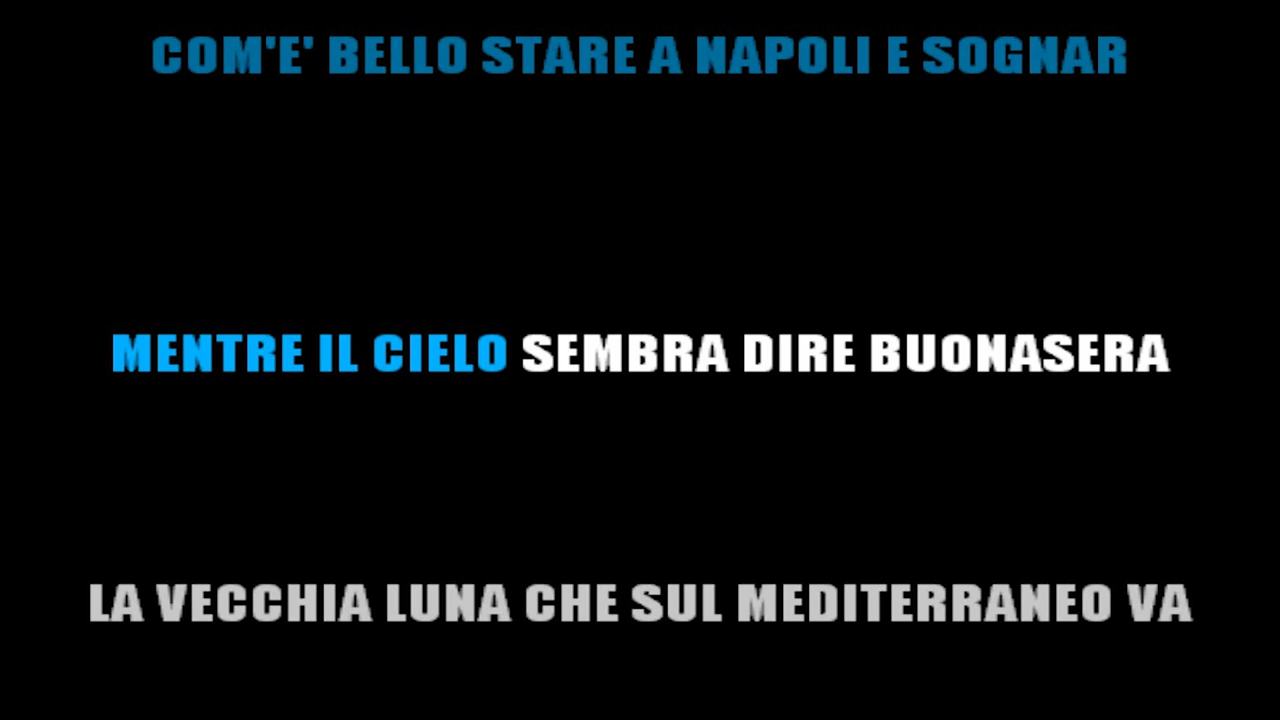 COM'E' BELLO STARE A NAPOLI E SOGNAR
MENTRE IL CIELO SEMBRA DIRE BUONASERA
LA VECCHIA LUNA CHE SUL MEDITERRANEO VA